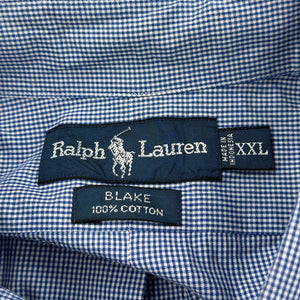 Ralph Lauren
MADE IN
INDONESIA
XXL
BLAKE
100% COTTON